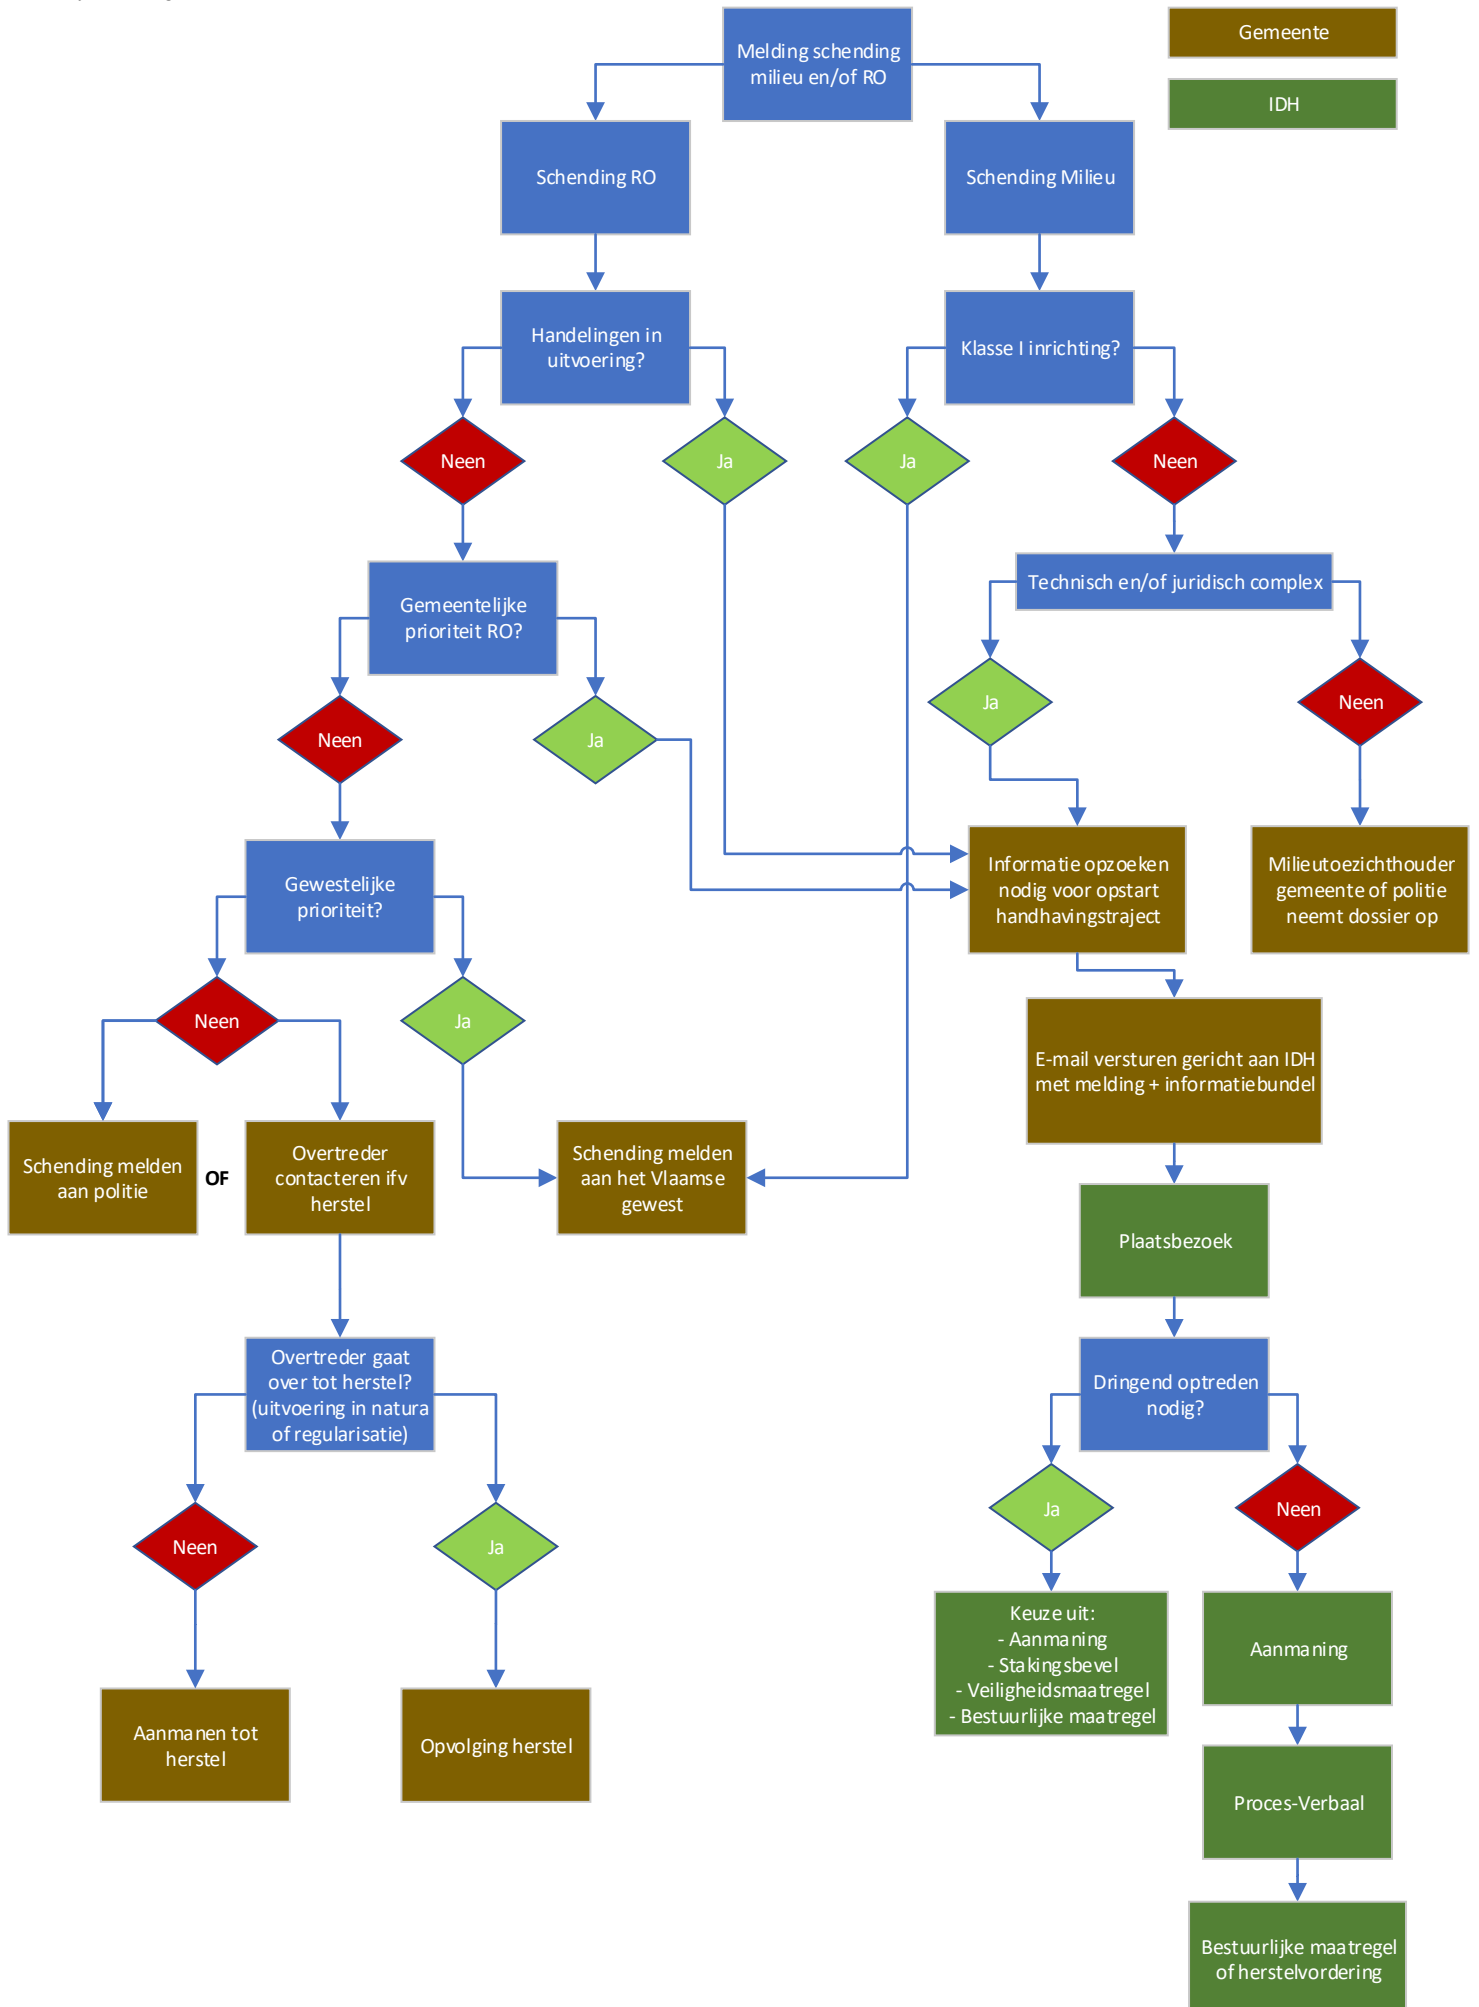 Melding schending
milieu en/of RO
Gemeente
IDH
Schending RO
Schending Milieu
Handelingen in
uitvoering?
Klasse I inrichting?
Neen
Ja
Ja
Neen
Technisch en/of juridisch complex
Gemeentelijke
prioriteit RO?
Ja
Neen
Neen
Ja
Gewestelijke
prioriteit?
Informatie opzoeken
nodig voor opstart
handhavingstraject
Milieutoezichthouder
gemeente of politie
neemt dossier op
Neen
Ja
E-mail versturen gericht aan IDH
met melding + informatiebundel
Schending melden
aan politie
OF
Overtreder
contacteren ifv
herstel
Schending melden
aan het Vlaamse
gewest
Plaatsbezoek
Overtreder gaat
over tot herstel?
(uitvoering in natura
of regularisatie)
Dringend optreden
nodig?
Neen
Ja
Ja
Neen
Keuze uit:
- Aanmaning
- Stakingsbevel
- Veiligheidsmaatregel
- Bestuurlijke maatregel
Aanmaning
Aanmanen tot
herstel
Opvolging herstel
Proces-Verbaal
Bestuurlijke maatregel
of herstelvordering